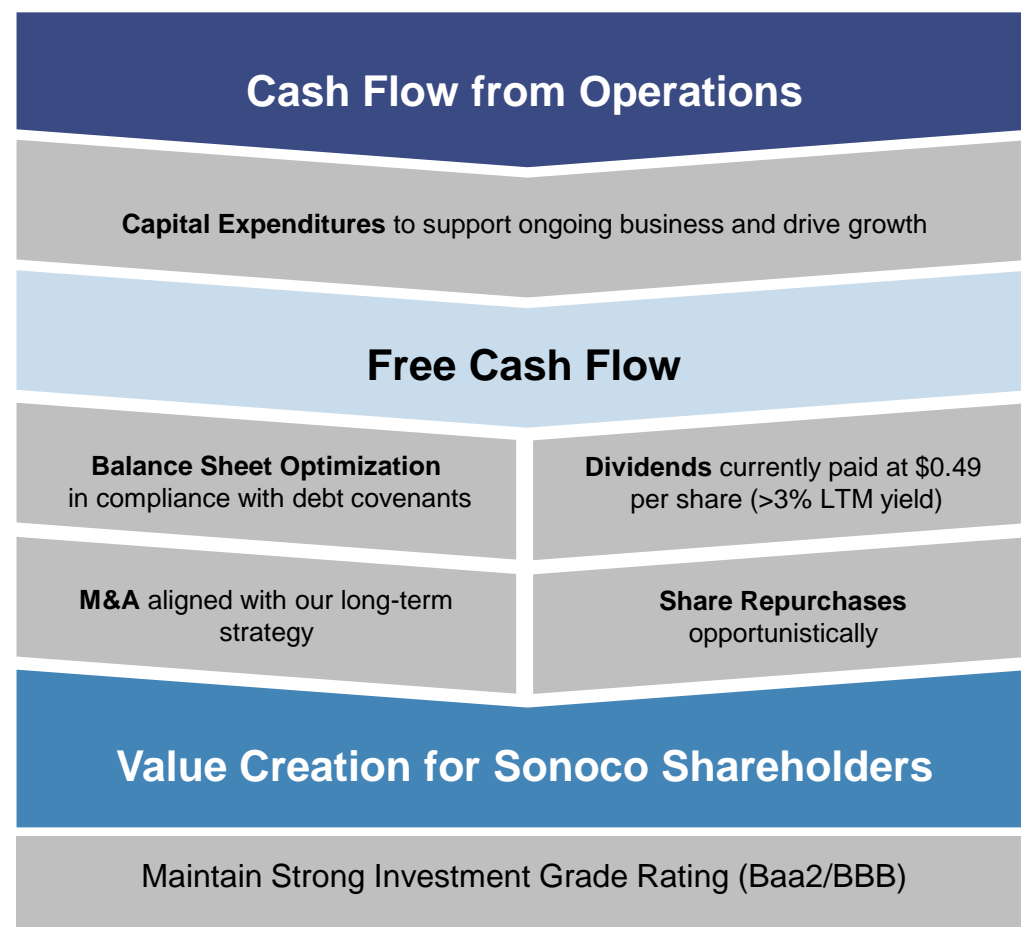 Cash Flow from Operations
Capital Expenditures to support ongoing business and drive growth
Free Cash Flow
Balance Sheet Optimization
in compliance with debt covenants
Dividends currently paid at $0.49
per share (>3% LTM yield)
M&A aligned with our long-term
strategy
Share Repurchases
opportunistically
Value Creation for Sonoco Shareholders
Maintain Strong Investment Grade Rating (Baa2/BBB)